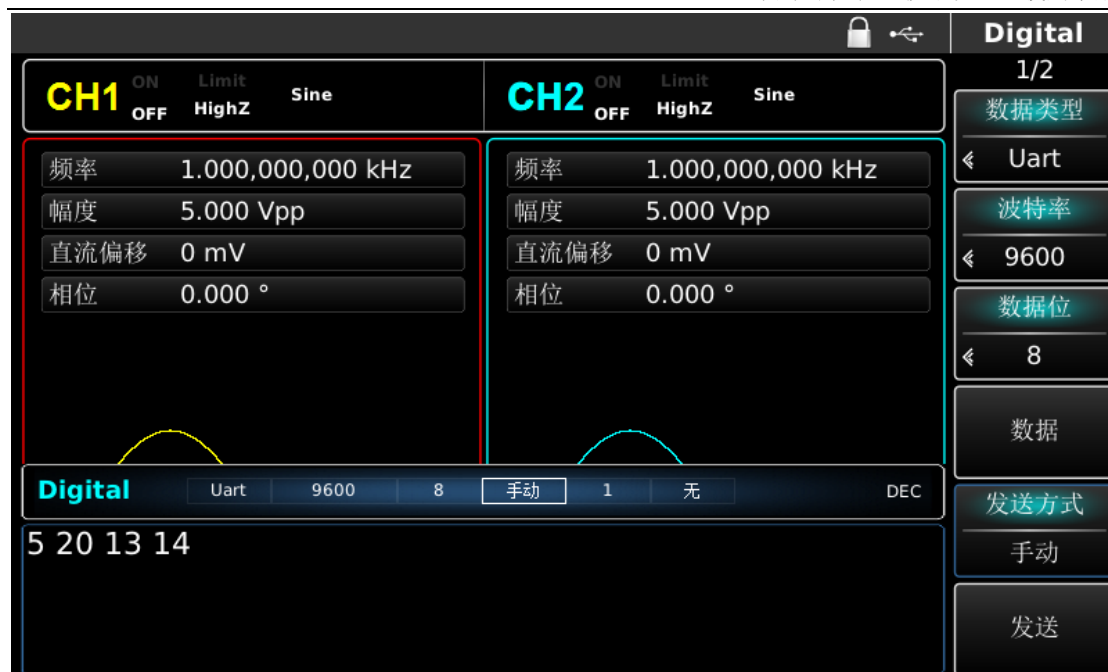 Digital
1/2
CH1 ON OFF Limit HighZ Sine
CH2 ON OFF Limit HighZ Sine
频率 1.000,000,000 kHz
幅度 5.000 Vpp
直流偏移 0 mV
相位 0.000 °
频率 1.000,000,000 kHz
幅度 5.000 Vpp
直流偏移 0 mV
相位 0.000 °
Digital Uart 9600 8 手动 1 无 DEC
5 20 13 14
数据类型
Uart
波特率
9600
数据位
8
数据
发送方式
手动
发送